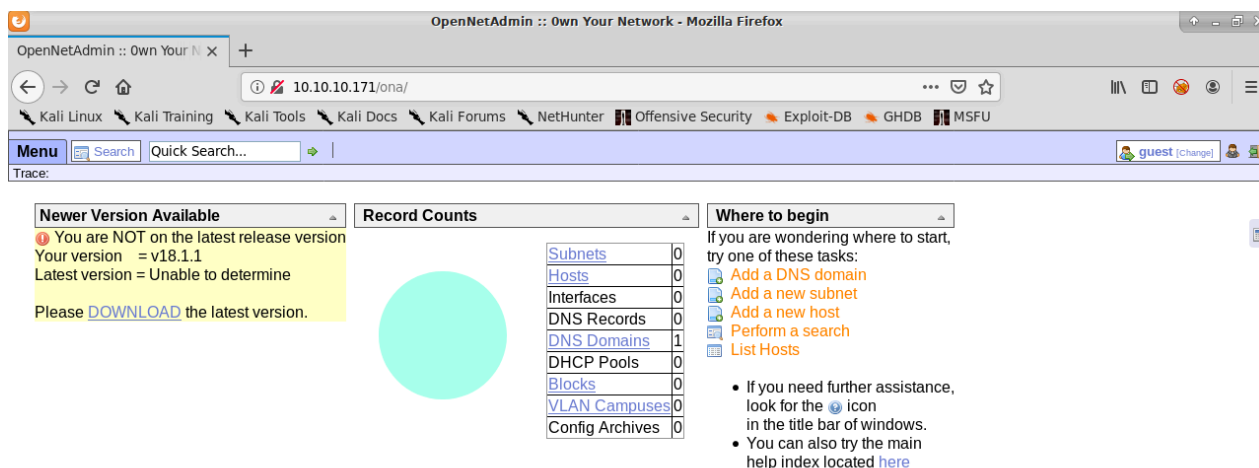 OpenNetAdmin :: 0wn Your Network - Mozilla Firefox
OpenNetAdmin :: 0wn Your N
10.10.10.171/ona/
Kali Linux Kali Training Kali Tools Kali Docs Kali Forums NetHunter Offensive Security Exploit-DB GHDB MSFU
Menu Search Quick Search... guest [Change]
Trace:
Newer Version Available
You are NOT on the latest release version
Your version = v18.1.1
Latest version = Unable to determine
Please DOWNLOAD the latest version.
Record Counts
Subnets 0
Hosts 0
Interfaces 0
DNS Records 0
DNS Domains 1
DHCP Pools 0
Blocks 0
VLAN Campuses 0
Config Archives 0
Where to begin
If you are wondering where to start,
try one of these tasks:
Add a DNS domain
Add a new subnet
Add a new host
Perform a search
List Hosts
If you need further assistance,
look for the icon
in the title bar of windows.
You can also try the main
help index located here